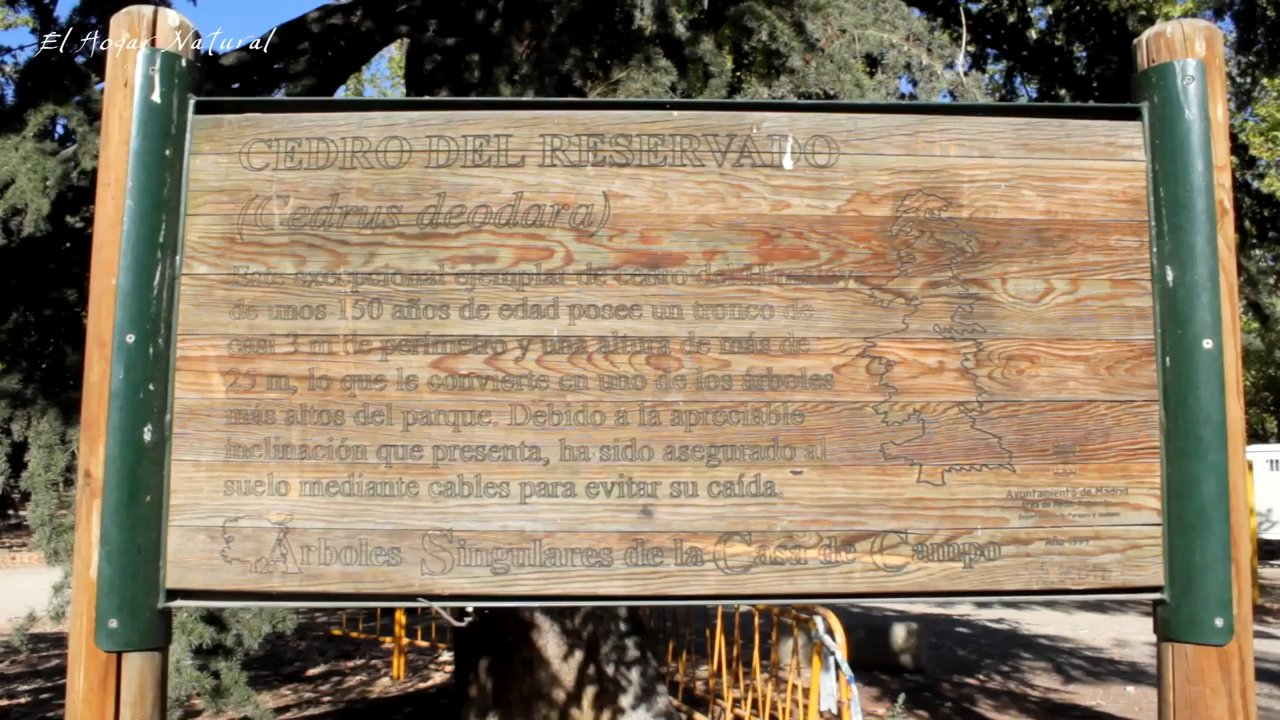 El Hogar Natural
CEDRO DEL RESERVADO
(Cedrus deodara)
Este excepcional ejemplar de cedro del Himalaya
de unos 150 años de edad posee un tronco de
casi 3 m de perímetro y una altura de más de
25 m, lo que le convierte en uno de los árboles
más altos del parque. Debido a la apreciable
inclinación que presenta, ha sido asegurado al
suelo mediante cables para evitar su caída.
Ayuntamiento de Madrid
Árboles Singulares de la Casa de Campo
Año 1999